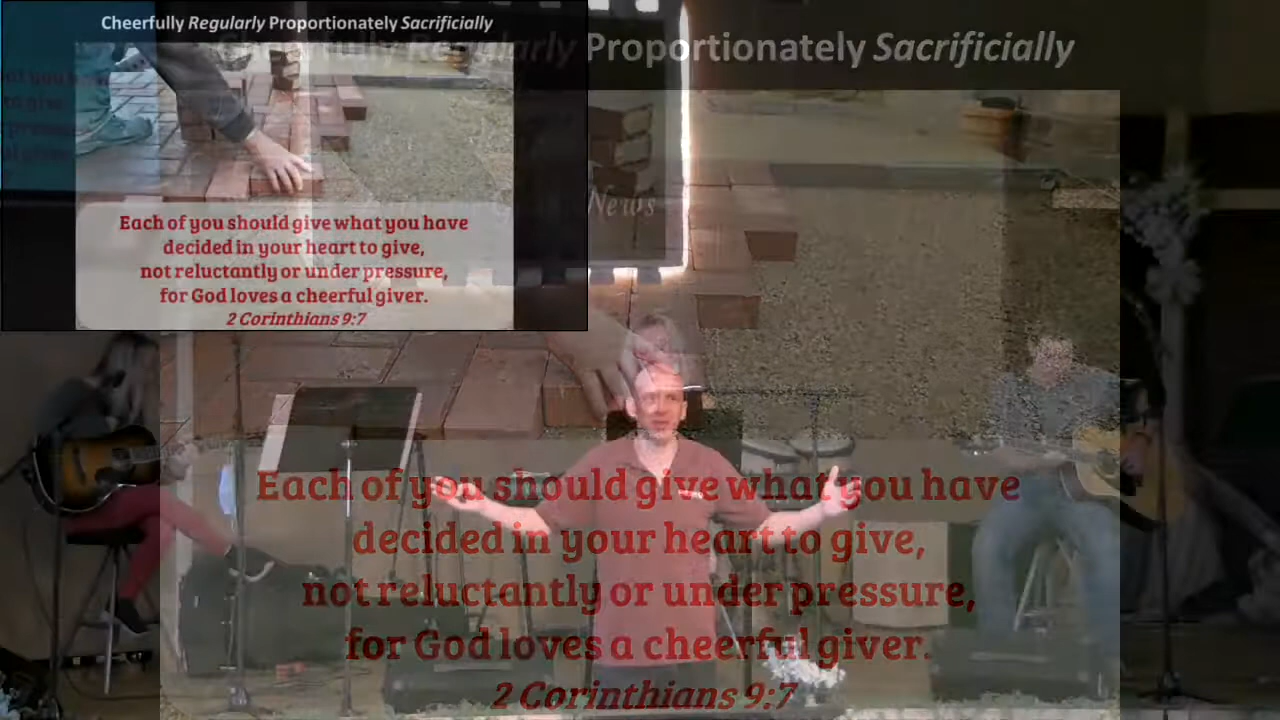 Cheerfully Regularly Proportionately Sacrificially
Each of you should give what you have
decided in your heart to give,
not reluctantly or under pressure,
for God loves a cheerful giver.
2 Corinthians 9:7
Cheerfully Regularly Proportionately Sacrificially
News
Each of you should give what you have
decided in your heart to give,
not reluctantly or under pressure,
for God loves a cheerful giver.
2 Corinthians 9:7